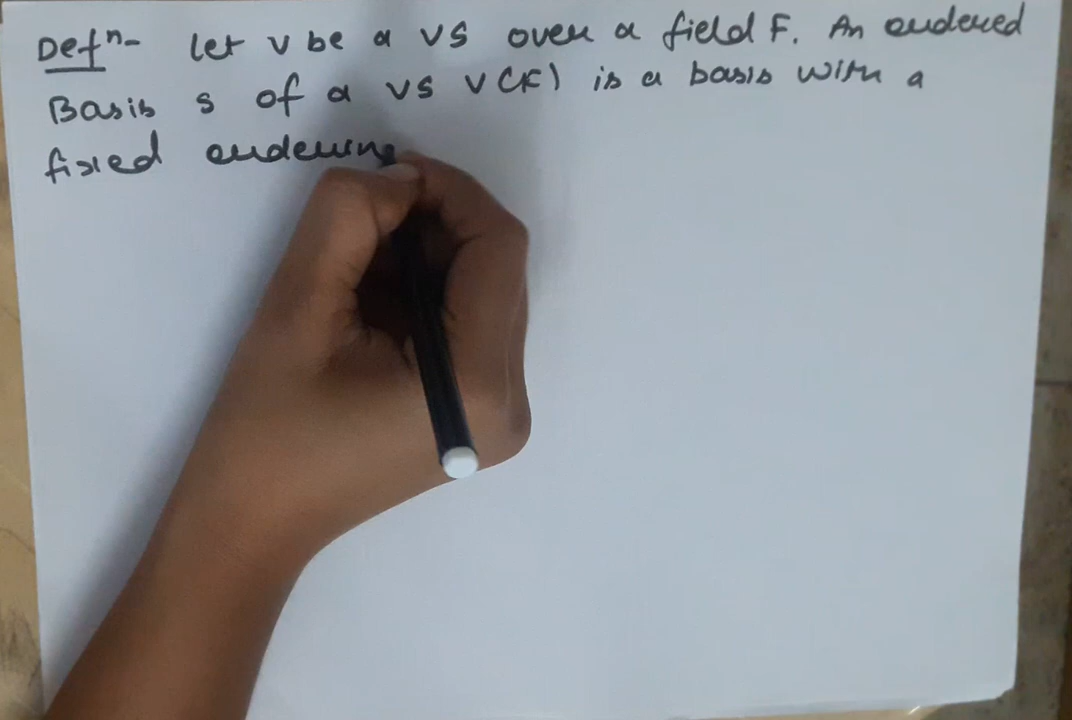 Defⁿ- let V be a VS over a field F. An ordered
Basis s of a VS V(F) is a basis with a
fixed ordering